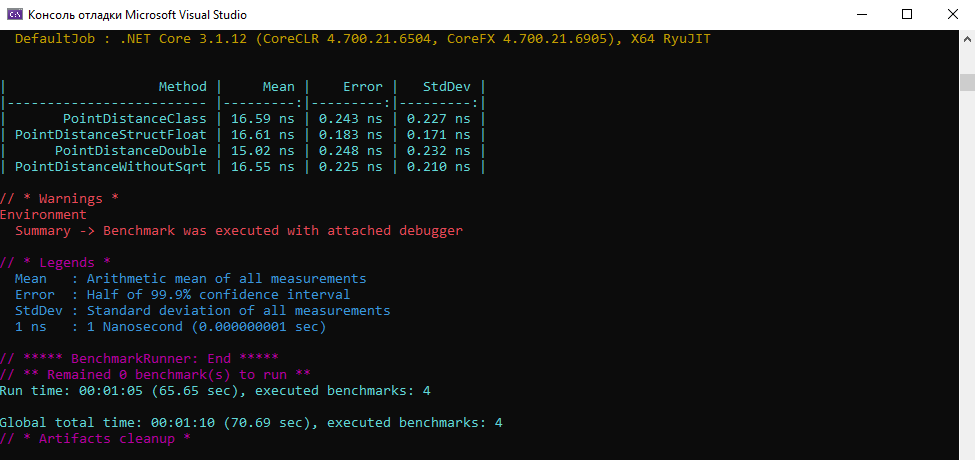 Консоль отладки Microsoft Visual Studio
DefaultJob : .NET Core 3.1.12 (CoreCLR 4.700.21.6504, CoreFX 4.700.21.6905), X64 RyuJIT
|                   Method |     Mean |    Error |   StdDev |
|------------------------- |---------:|---------:|---------:|
|       PointDistanceClass | 16.59 ns | 0.243 ns | 0.227 ns |
| PointDistanceStructFloat | 16.61 ns | 0.183 ns | 0.171 ns |
|      PointDistanceDouble | 15.02 ns | 0.248 ns | 0.232 ns |
| PointDistanceWithoutSqrt | 16.55 ns | 0.225 ns | 0.210 ns |
// * Warnings *
Environment
Summary -> Benchmark was executed with attached debugger
// * Legends *
Mean   : Arithmetic mean of all measurements
Error  : Half of 99.9% confidence interval
StdDev : Standard deviation of all measurements
1 ns   : 1 Nanosecond (0.000000001 sec)
// ***** BenchmarkRunner: End *****
// ** Remained 0 benchmark(s) to run **
Run time: 00:01:05 (65.65 sec), executed benchmarks: 4
Global total time: 00:01:10 (70.69 sec), executed benchmarks: 4
// * Artifacts cleanup *